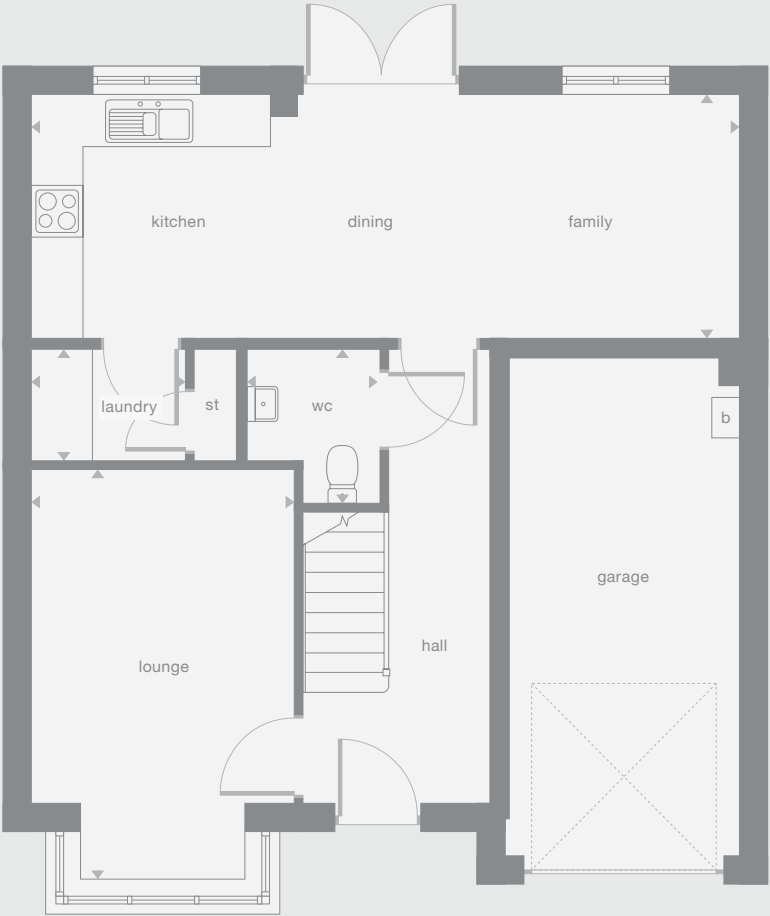 kitchen
dining
family
laundry
st
wc
b
garage
hall
lounge